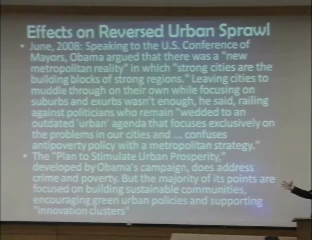 Effects on Reversed Urban Sprawl
• June, 2008: Speaking to the U.S. Conference of
Mayors, Obama argued that there was a "new
metropolitan reality" in which "strong cities are the
building blocks of strong regions." Leaving cities to
muddle through on their own while focusing on
suburbs and exurbs wasn't enough, he said, railing
against politicians who remain "wedded to an
outdated 'urban' agenda that focuses exclusively on
the problems in our cities and .... confuses
antipoverty policy with a metropolitan strategy."
• The "Plan to Stimulate Urban Prosperity,"
developed by Obama's campaign, does address
crime and poverty. But the majority of its points are
focused on building sustainable communities,
encouraging green urban policies and supporting
"innovation clusters"